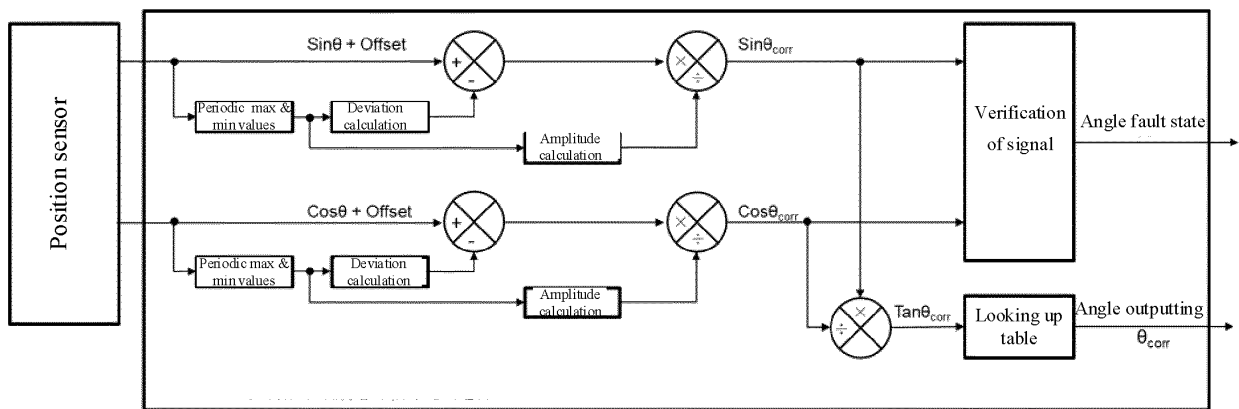 Position sensor
Sinθ + Offset
+
-
×
÷
Sinθcorr
Periodic max &
min values
Deviation
calculation
Amplitude
calculation
Verification
of signal
Angle fault state
Cosθ + Offset
+
-
×
÷
Cosθcorr
Periodic max &
min values
Deviation
calculation
Amplitude
calculation
×
÷
Tanθcorr
Looking up
table
Angle outputting
θcorr